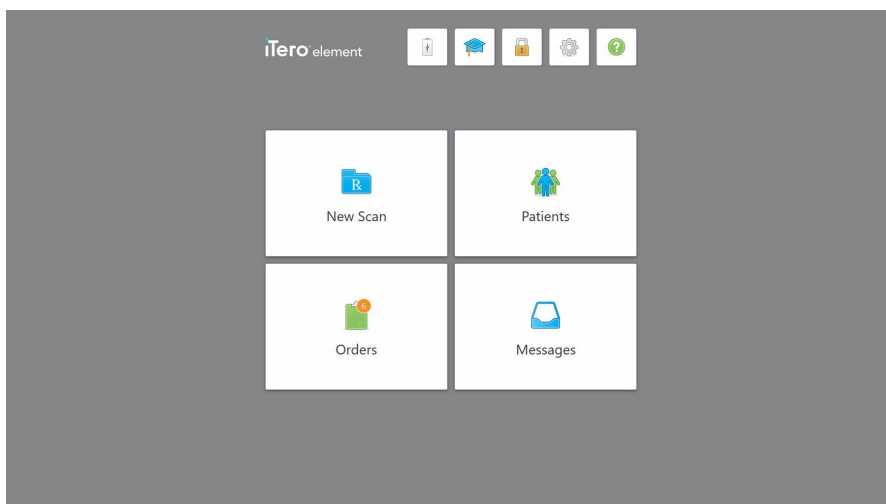 iTero element
?
R
New Scan
Patients
6
Orders
Messages